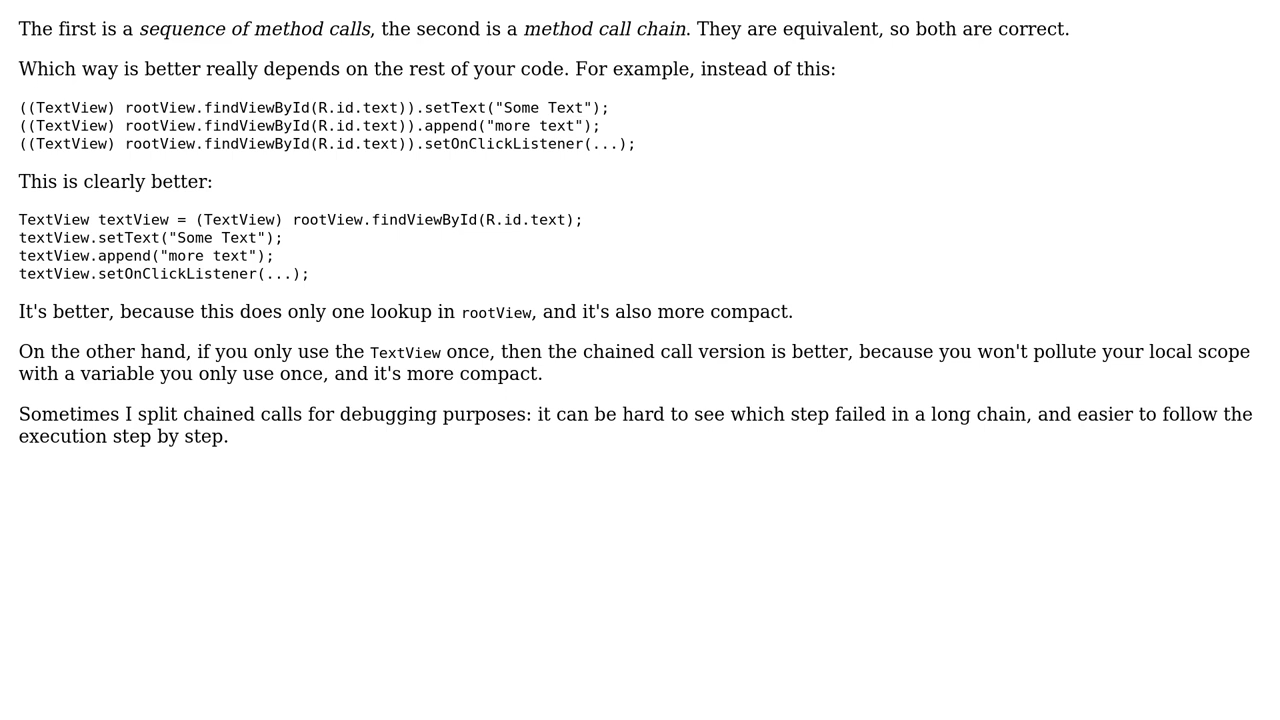 The first is a sequence of method calls, the second is a method call chain. They are equivalent, so both are correct.
Which way is better really depends on the rest of your code. For example, instead of this:
((TextView) rootView.findViewById(R.id.text)).setText("Some Text");
((TextView) rootView.findViewById(R.id.text)).append("more text");
((TextView) rootView.findViewById(R.id.text)).setOnClickListener(...);
This is clearly better:
TextView textView = (TextView) rootView.findViewById(R.id.text);
textView.setText("Some Text");
textView.append("more text");
textView.setOnClickListener(...);
It's better, because this does only one lookup in rootView, and it's also more compact.
On the other hand, if you only use the TextView once, then the chained call version is better, because you won't pollute your local scope
with a variable you only use once, and it's more compact.
Sometimes I split chained calls for debugging purposes: it can be hard to see which step failed in a long chain, and easier to follow the
execution step by step.